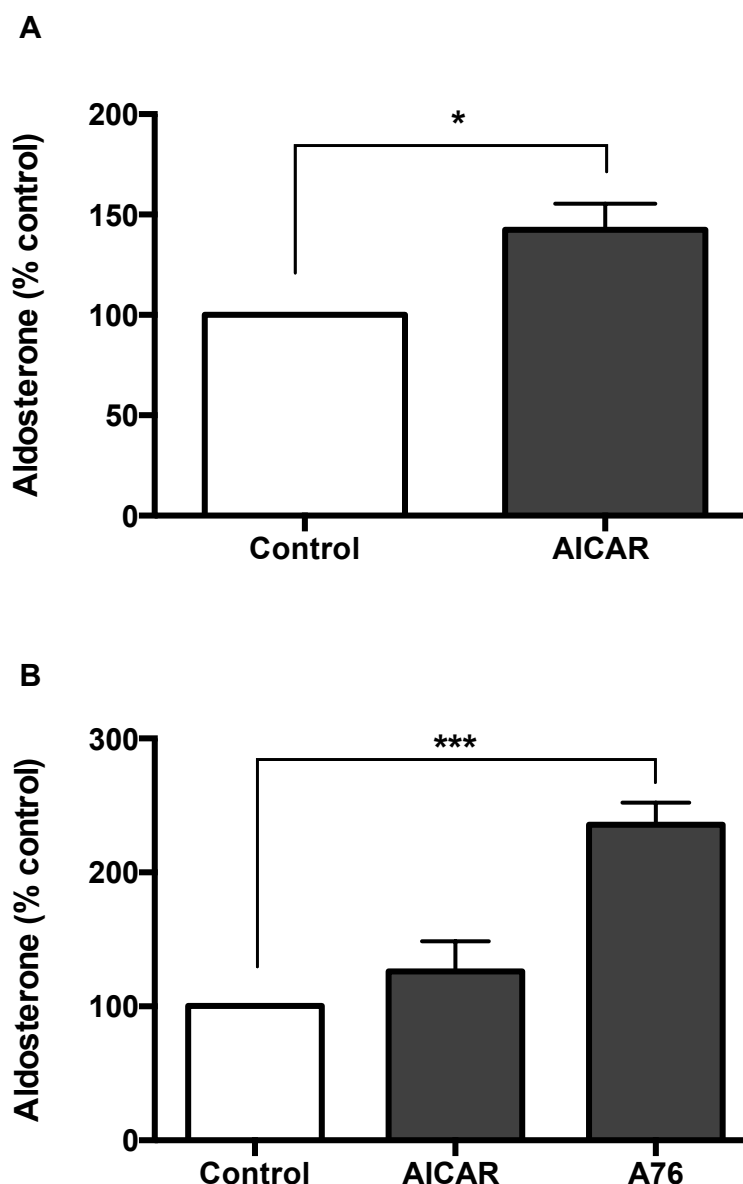 A
Aldosterone (% control)
200
150
100
50
0
*
Control
AICAR
B
Aldosterone (% control)
300
200
100
0
***
Control
AICAR
A76